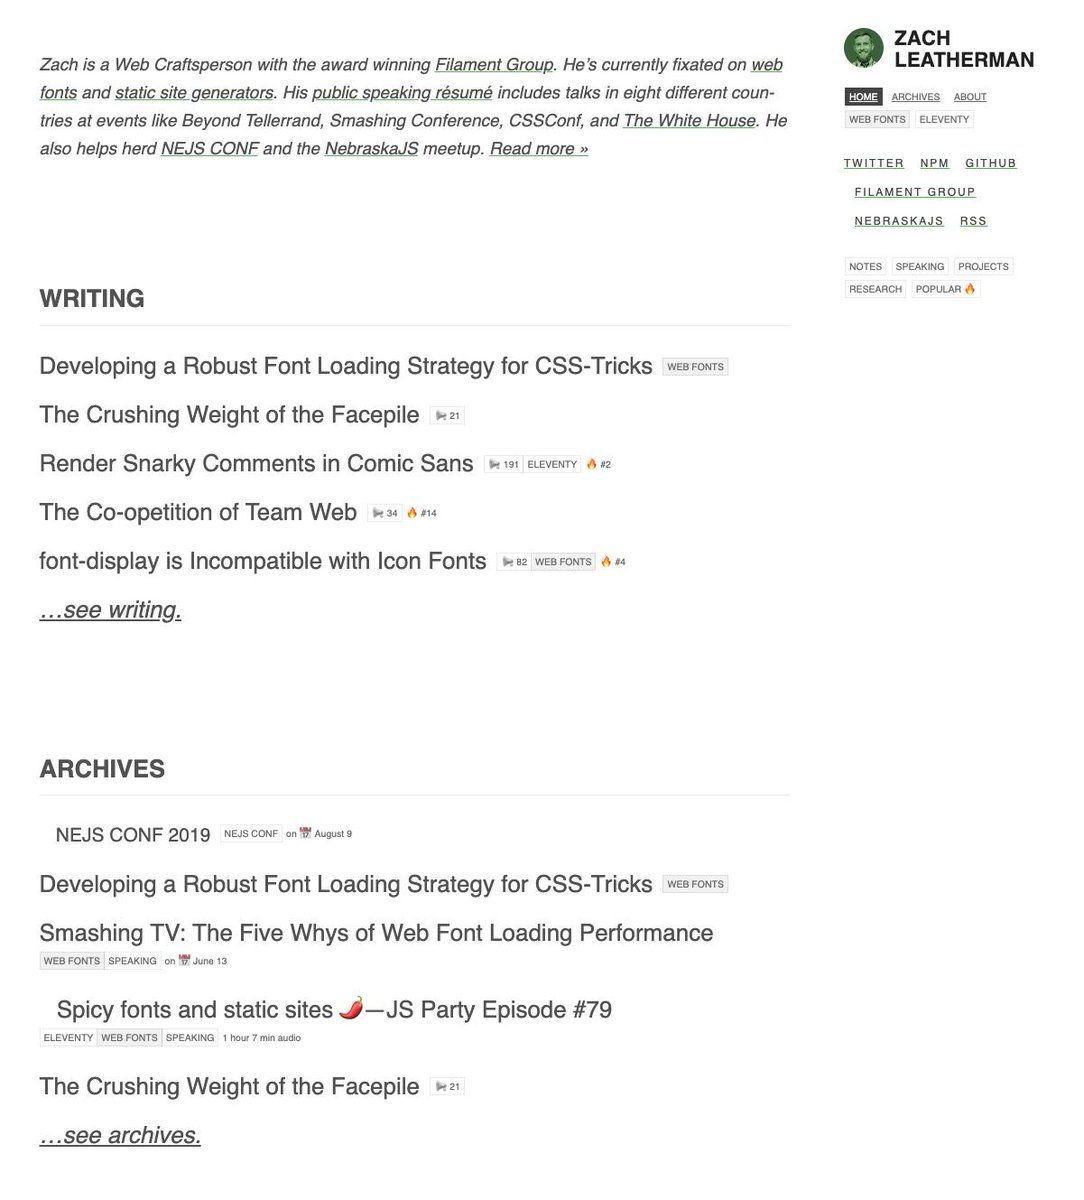 Zach is a Web Craftsperson with the award winning Filament Group. He’s currently fixated on web
fonts and static site generators. His public speaking résumé includes talks in eight different coun-
tries at events like Beyond Tellerrand, Smashing Conference, CSSConf, and The White House. He
also helps herd NEJS CONF and the NebraskaJS meetup. Read more »
WRITING
Developing a Robust Font Loading Strategy for CSS-Tricks WEB FONTS
The Crushing Weight of the Facepile 21
Render Snarky Comments in Comic Sans 191 ELEVENTY 🔥 #2
The Co-opetition of Team Web 34 🔥 #14
font-display is Incompatible with Icon Fonts 82 WEB FONTS 🔥 #4
…see writing.
ARCHIVES
NEJS CONF 2019 NEJS CONF on 📅 August 9
Developing a Robust Font Loading Strategy for CSS-Tricks WEB FONTS
Smashing TV: The Five Whys of Web Font Loading Performance
WEB FONTS SPEAKING on 📅 June 13
Spicy fonts and static sites 🌶—JS Party Episode #79
ELEVENTY WEB FONTS SPEAKING 1 hour 7 min audio
The Crushing Weight of the Facepile 21
…see archives.
ZACH
LEATHERMAN
HOME ARCHIVES ABOUT
WEB FONTS ELEVENTY
TWITTER NPM GITHUB
FILAMENT GROUP
NEBRASKAJS RSS
NOTES SPEAKING PROJECTS
RESEARCH POPULAR 🔥